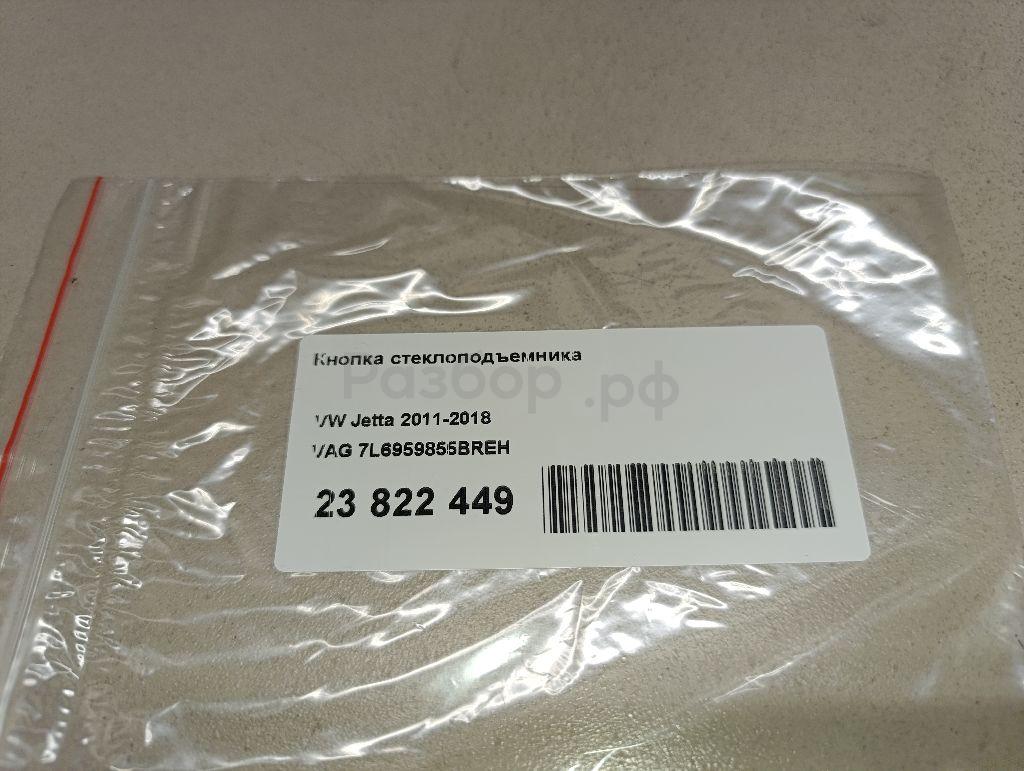 Кнопка стеклоподъемника
Разбор.рф
VW Jetta 2011-2018
VAG 7L6959855BREH
23 822 449